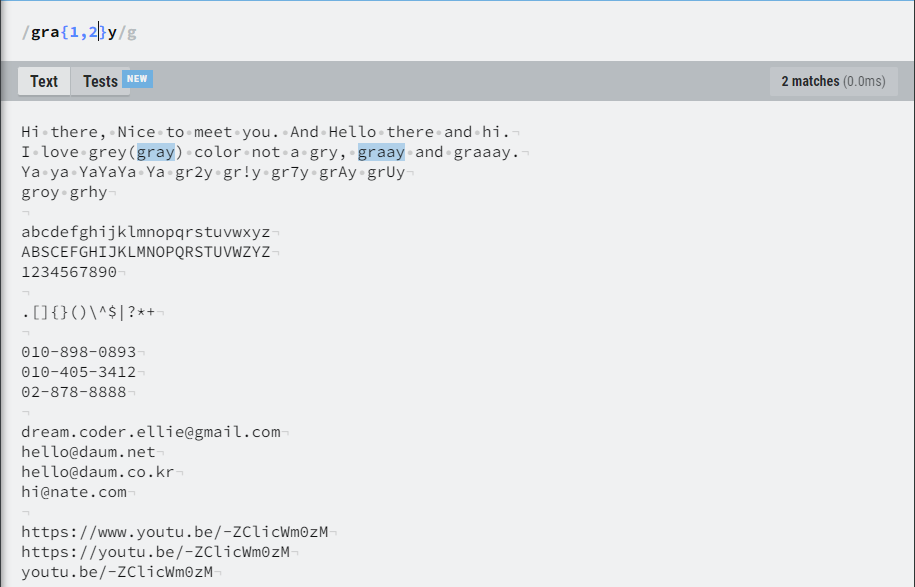 /gra{1,2}y/g
Text Tests NEW 2 matches (0.0ms)
Hi there, Nice to meet you. And Hello there and hi.
I love grey(gray) color not a gry, graay and graaay.
Ya ya YaYaYa Ya gr2y gr!y gr7y grAy grUy
groy grhy
abcdefghijklmnopqrstuvwxyz
ABSCEFGHIJKLMNOPQRSTUVWZYZ
1234567890
.[]{}()\^$|?*+
010-898-0893
010-405-3412
02-878-8888
dream.coder.ellie@gmail.com
hello@daum.net
hello@daum.co.kr
hi@nate.com
https://www.youtu.be/-ZClicWm0zM
https://youtu.be/-ZClicWm0zM
youtu.be/-ZClicWm0zM